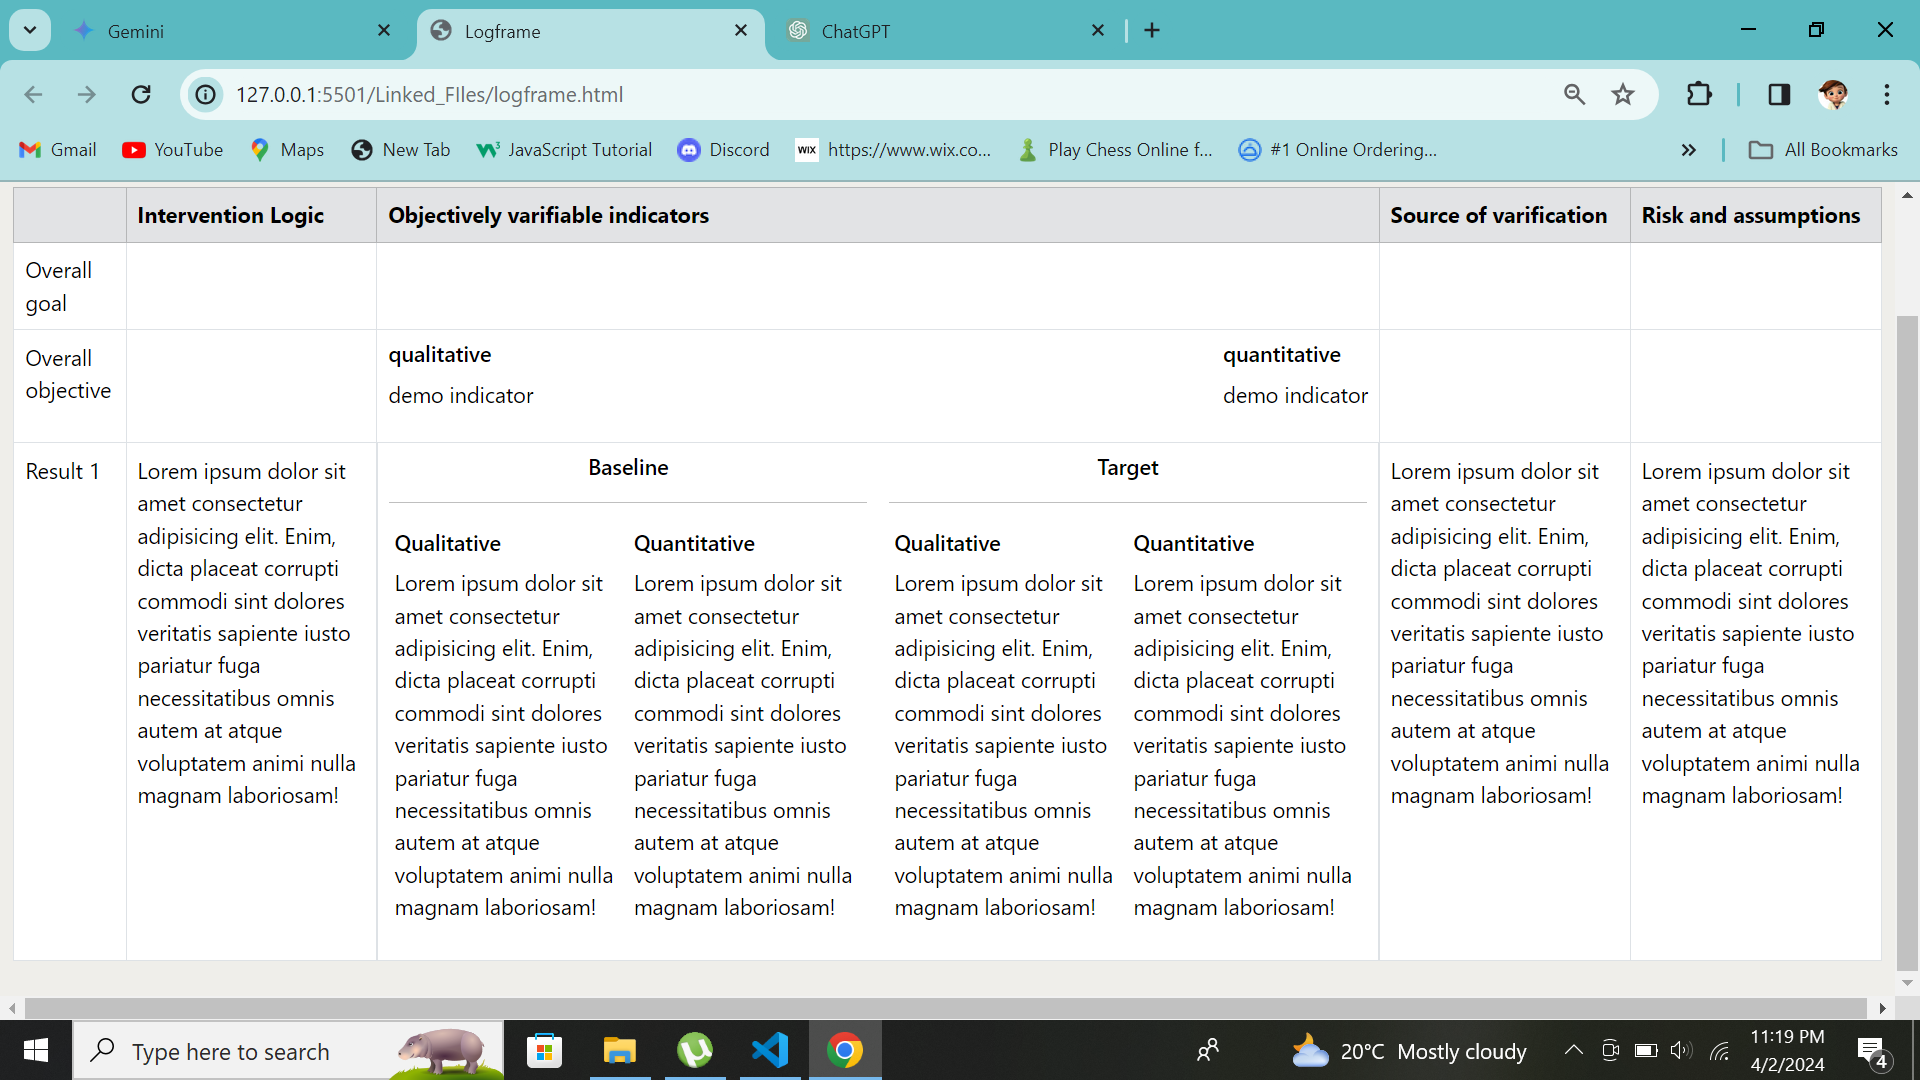 Gemini
Logframe
ChatGPT
127.0.0.1:5501/Linked_FIles/logframe.html
Gmail
YouTube
Maps
New Tab
W3
JavaScript Tutorial
Discord
WIX
https://www.wix.co...
Play Chess Online f...
#1 Online Ordering...
All Bookmarks
Intervention Logic
Objectively varifiable indicators
Source of varification
Risk and assumptions
Overall
goal
Overall
objective
qualitative
demo indicator
quantitative
demo indicator
Result 1
Lorem ipsum dolor sit
amet consectetur
adipisicing elit. Enim,
dicta placeat corrupti
commodi sint dolores
veritatis sapiente iusto
pariatur fuga
necessitatibus omnis
autem at atque
voluptatem animi nulla
magnam laboriosam!
Baseline
Qualitative
Lorem ipsum dolor sit
amet consectetur
adipisicing elit. Enim,
dicta placeat corrupti
commodi sint dolores
veritatis sapiente iusto
pariatur fuga
necessitatibus omnis
autem at atque
voluptatem animi nulla
magnam laboriosam!
Quantitative
Lorem ipsum dolor sit
amet consectetur
adipisicing elit. Enim,
dicta placeat corrupti
commodi sint dolores
veritatis sapiente iusto
pariatur fuga
necessitatibus omnis
autem at atque
voluptatem animi nulla
magnam laboriosam!
Target
Qualitative
Lorem ipsum dolor sit
amet consectetur
adipisicing elit. Enim,
dicta placeat corrupti
commodi sint dolores
veritatis sapiente iusto
pariatur fuga
necessitatibus omnis
autem at atque
voluptatem animi nulla
magnam laboriosam!
Quantitative
Lorem ipsum dolor sit
amet consectetur
adipisicing elit. Enim,
dicta placeat corrupti
commodi sint dolores
veritatis sapiente iusto
pariatur fuga
necessitatibus omnis
autem at atque
voluptatem animi nulla
magnam laboriosam!
Lorem ipsum dolor sit
amet consectetur
adipisicing elit. Enim,
dicta placeat corrupti
commodi sint dolores
veritatis sapiente iusto
pariatur fuga
necessitatibus omnis
autem at atque
voluptatem animi nulla
magnam laboriosam!
Lorem ipsum dolor sit
amet consectetur
adipisicing elit. Enim,
dicta placeat corrupti
commodi sint dolores
veritatis sapiente iusto
pariatur fuga
necessitatibus omnis
autem at atque
voluptatem animi nulla
magnam laboriosam!
Type here to search
20°C Mostly cloudy
11:19 PM
4/2/2024
4